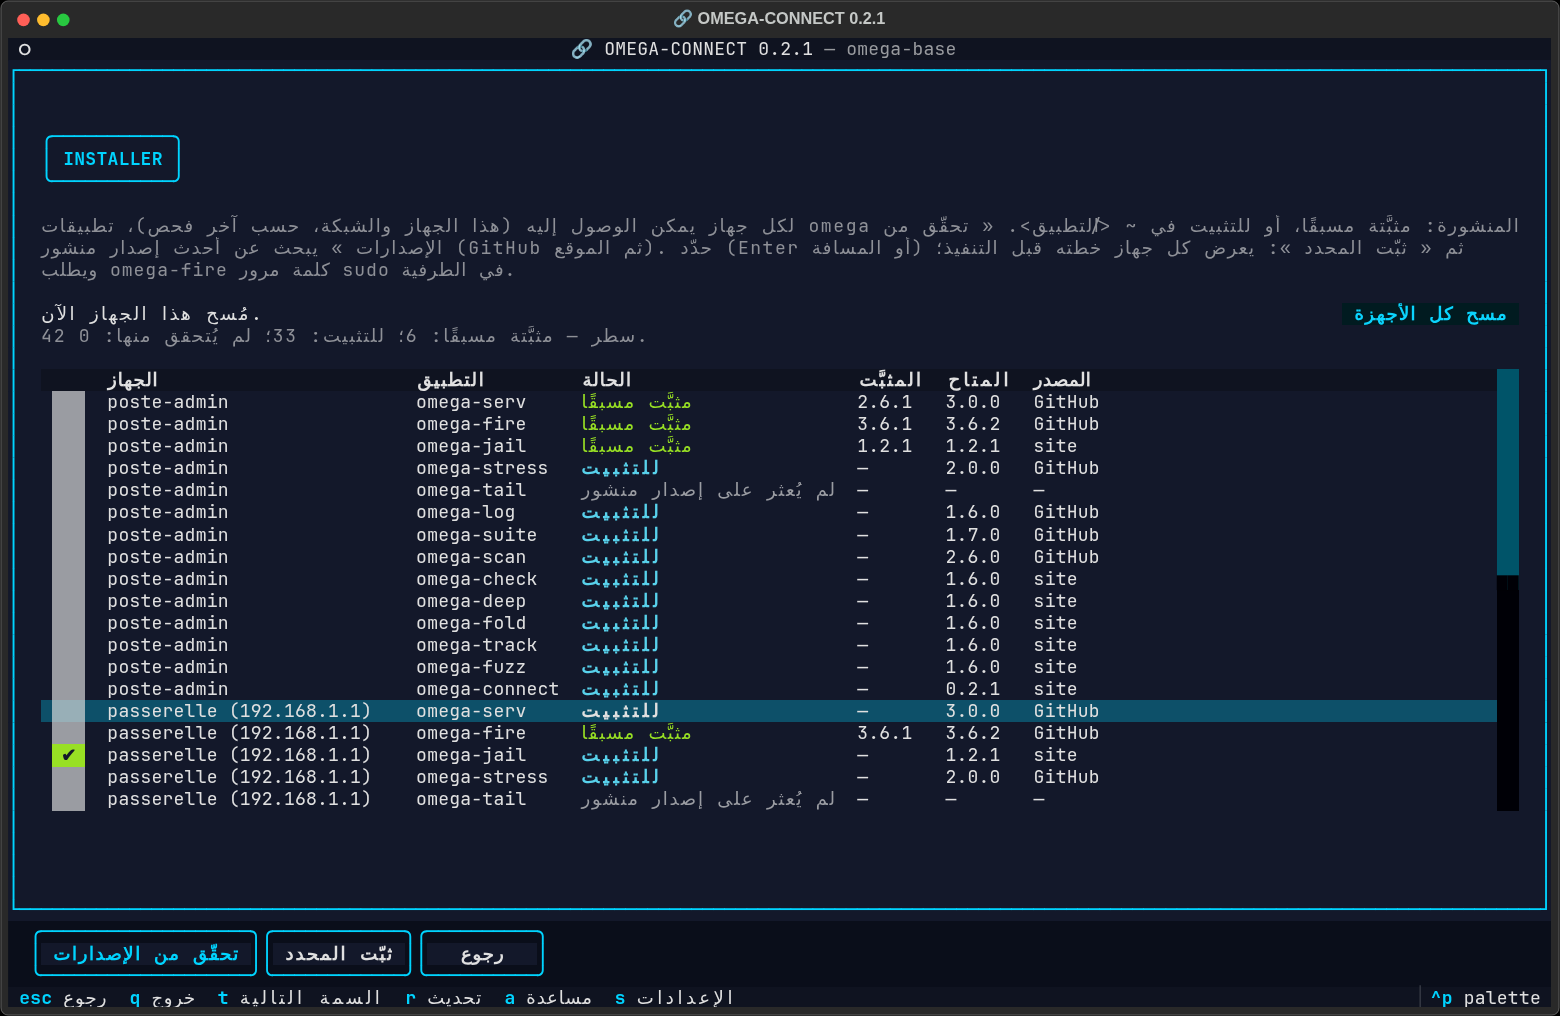 🔗 OMEGA-CONNECT 0.2.1
🔗 OMEGA-CONNECT 0.2.1 — omega-base
INSTALLER
لكل جهاز يمكن الوصول إليه (هذا الجهاز والشبكة، حسب آخر فحص)، تطبيقات omega المنشورة: مثبَّتة مسبقًا، أو للتثبيت في ~ /<التطبيق>. « تحقّق من
الإصدارات » يبحث عن أحدث إصدار منشور (GitHub ثم الموقع). حدّد (Enter أو المسافة) ثم « ثبّت المحدد »: يعرض كل جهاز خطته قبل التنفيذ؛
ويطلب omega-fire كلمة مرور sudo في الطرفية.
مُسح هذا الجهاز الآن.
مسح كل الأجهزة
42 سطر — مثبَّتة مسبقًا: 6؛ للتثبيت: 33؛ لم يُتحقق منها: 0.
الجهاز التطبيق الحالة المثبَّت المتاح المصدر
poste-admin omega-serv مثبَّت مسبقًا 2.6.1 3.0.0 GitHub
poste-admin omega-fire مثبَّت مسبقًا 3.6.1 3.6.2 GitHub
poste-admin omega-jail مثبَّت مسبقًا 1.2.1 1.2.1 site
poste-admin omega-stress للتثبيت — 2.0.0 GitHub
poste-admin omega-tail لم يُعثر على إصدار منشور — — —
poste-admin omega-log للتثبيت — 1.6.0 GitHub
poste-admin omega-suite للتثبيت — 1.7.0 GitHub
poste-admin omega-scan للتثبيت — 2.6.0 GitHub
poste-admin omega-check للتثبيت — 1.6.0 site
poste-admin omega-deep للتثبيت — 1.6.0 site
poste-admin omega-fold للتثبيت — 1.6.0 site
poste-admin omega-track للتثبيت — 1.6.0 site
poste-admin omega-fuzz للتثبيت — 1.6.0 site
poste-admin omega-connect للتثبيت — 0.2.1 site
passerelle (192.168.1.1) omega-serv للتثبيت — 3.0.0 GitHub
passerelle (192.168.1.1) omega-fire مثبَّت مسبقًا 3.6.1 3.6.2 GitHub
✔ passerelle (192.168.1.1) omega-jail للتثبيت — 1.2.1 site
passerelle (192.168.1.1) omega-stress للتثبيت — 2.0.0 GitHub
passerelle (192.168.1.1) omega-tail لم يُعثر على إصدار منشور — — —
تحقّق من الإصدارات ثبّت المحدد رجوع
esc رجوع q خروج t السمة التالية r تحديث a مساعدة s الإعدادات ^p palette